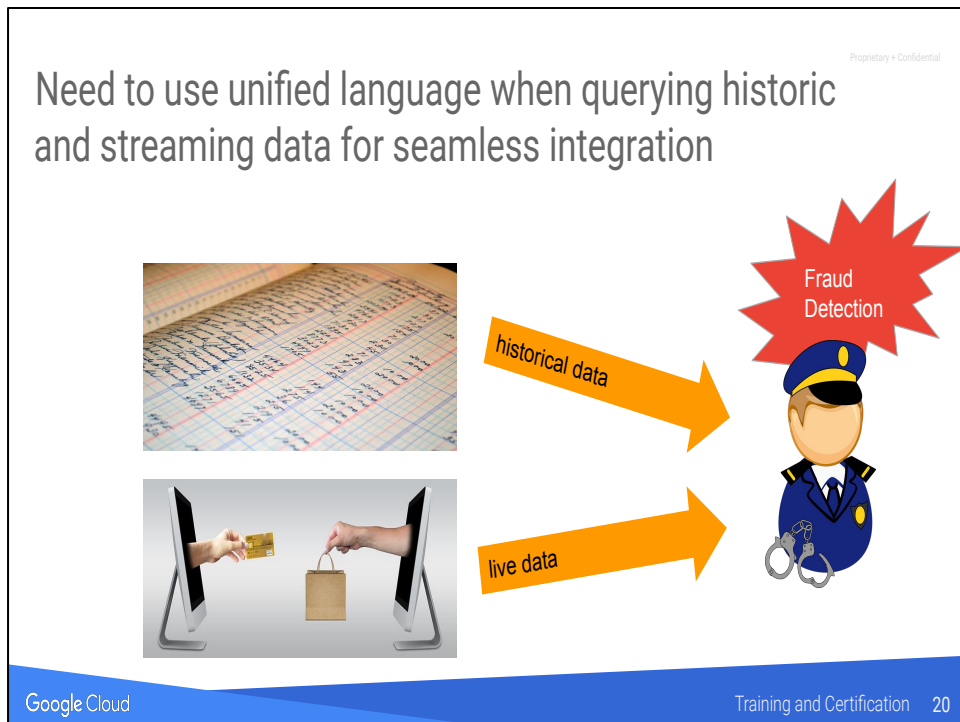 Proprietary + Confidential
Need to use unified language when querying historic
and streaming data for seamless integration
Fraud
Detection
historical data
live data
Google Cloud
Training and Certification 20